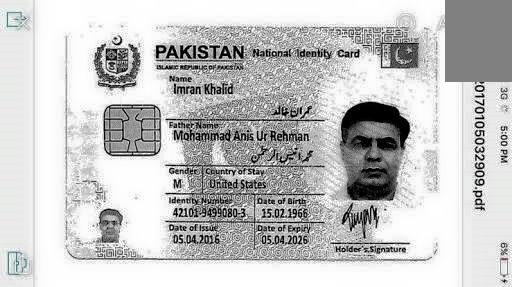 PAKISTAN National Identity Card
ISLAMIC REPUBLIC OF PAKISTAN
Name
Imran Khalid
عمران خالد
Father Name
Mohammad Anis Ur Rehman
محمد انیس الرحمٰن
Gender Country of Stay
M United States
Identity Number Date of Birth
42101-9499080-3 15.02.1966
Date of Issue Date of Expiry
05.04.2016 05.04.2026
Holder's Signature
3G 5:00 PM 6%
20170105032909.pdf